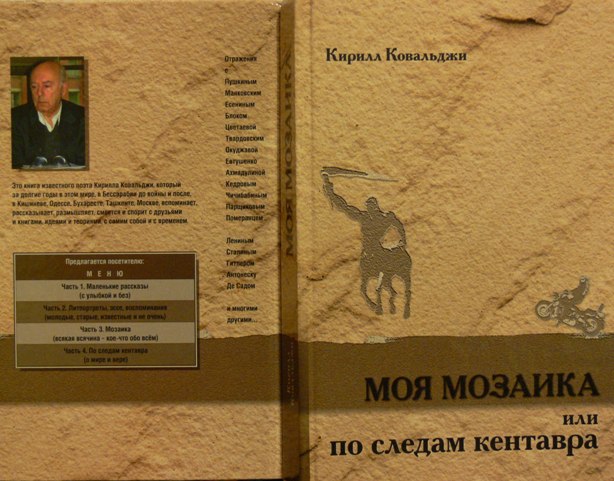 Это книга известного поэта Кирилла Ковальджи, который
за долгие годы в этом мире, в Бессарабии до войны и после,
в Кишиневе, Одессе, Бухаресте, Ташкенте, Москве, вспоминает,
рассказывает, размышляет, смеется и спорит с друзьями
и книгами, идеями и теориями, с самим собой и с временем.
Предлагается посетителю:
М Е Н Ю
Часть 1. Маленькие рассказы
(с улыбкой и без)
Часть 2. Литпортреты, эссе, воспоминания
(молодые, старые, известные и не очень)
Часть 3. Мозаика
(всякая всячина - кое-что обо всём)
Часть 4. По следам кентавра
(о мире и вере)
Отражения
с
Пушкиным
Маяковским
Есениным
Блоком
Цветаевой
Твардовским
Окуджавой
Евтушенко
Ахмадулиной
Кедровым
Чичибабиным
Парщиковым
Померанцем
Лениным
Сталиным
Гитлером
Антонеску
Де Садом
и многими
другими...
МОЯ МОЗАИКА
Кирилл Ковальджи
МОЯ МОЗАИКА
или
по следам кентавра